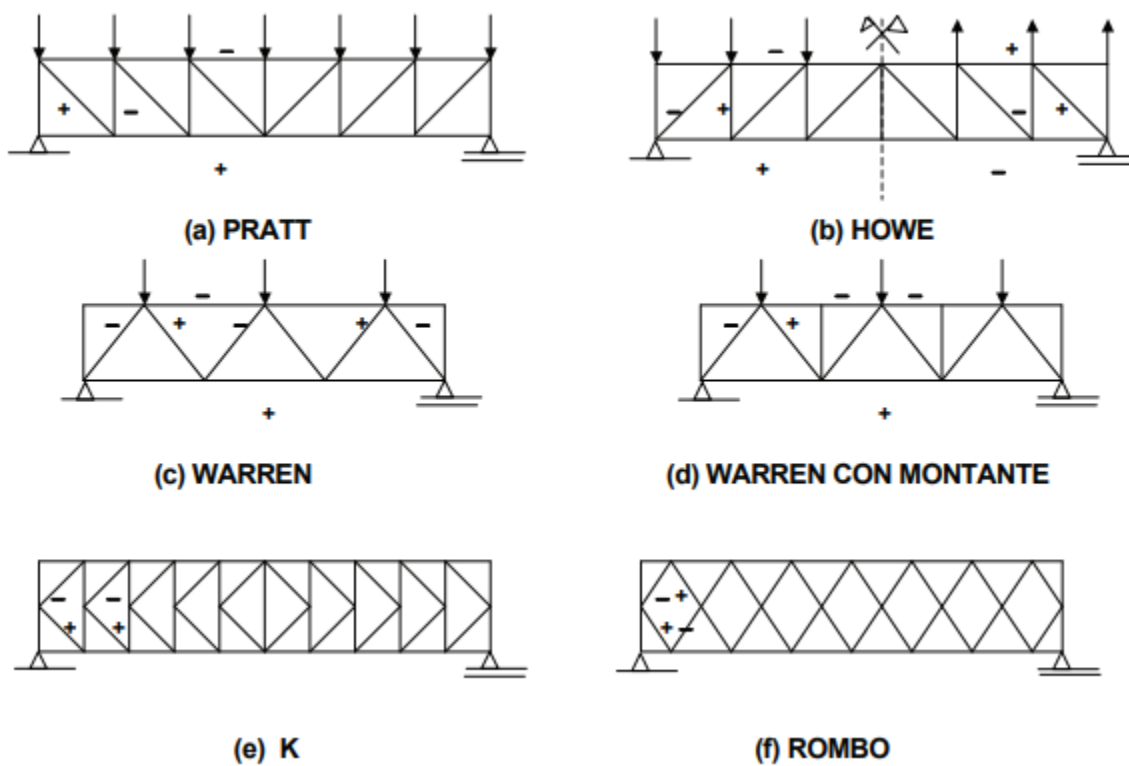 (a) PRATT
(b) HOWE
(c) WARREN
(d) WARREN CON MONTANTE
(e) K
(f) ROMBO